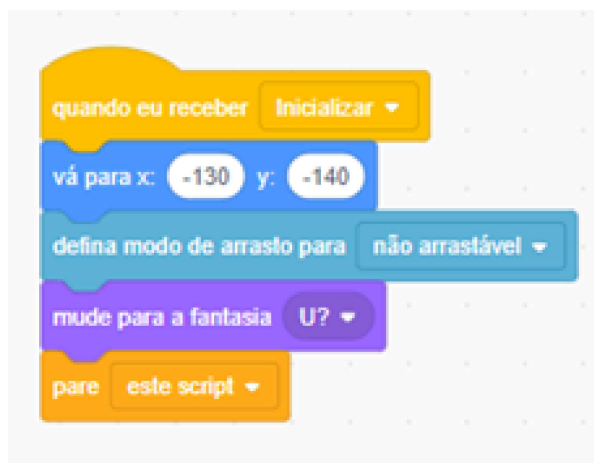 quando eu receber Inicializar
vá para x: -130 y: -140
defina modo de arrasto para não arrastável
mude para a fantasia U?
pare este script